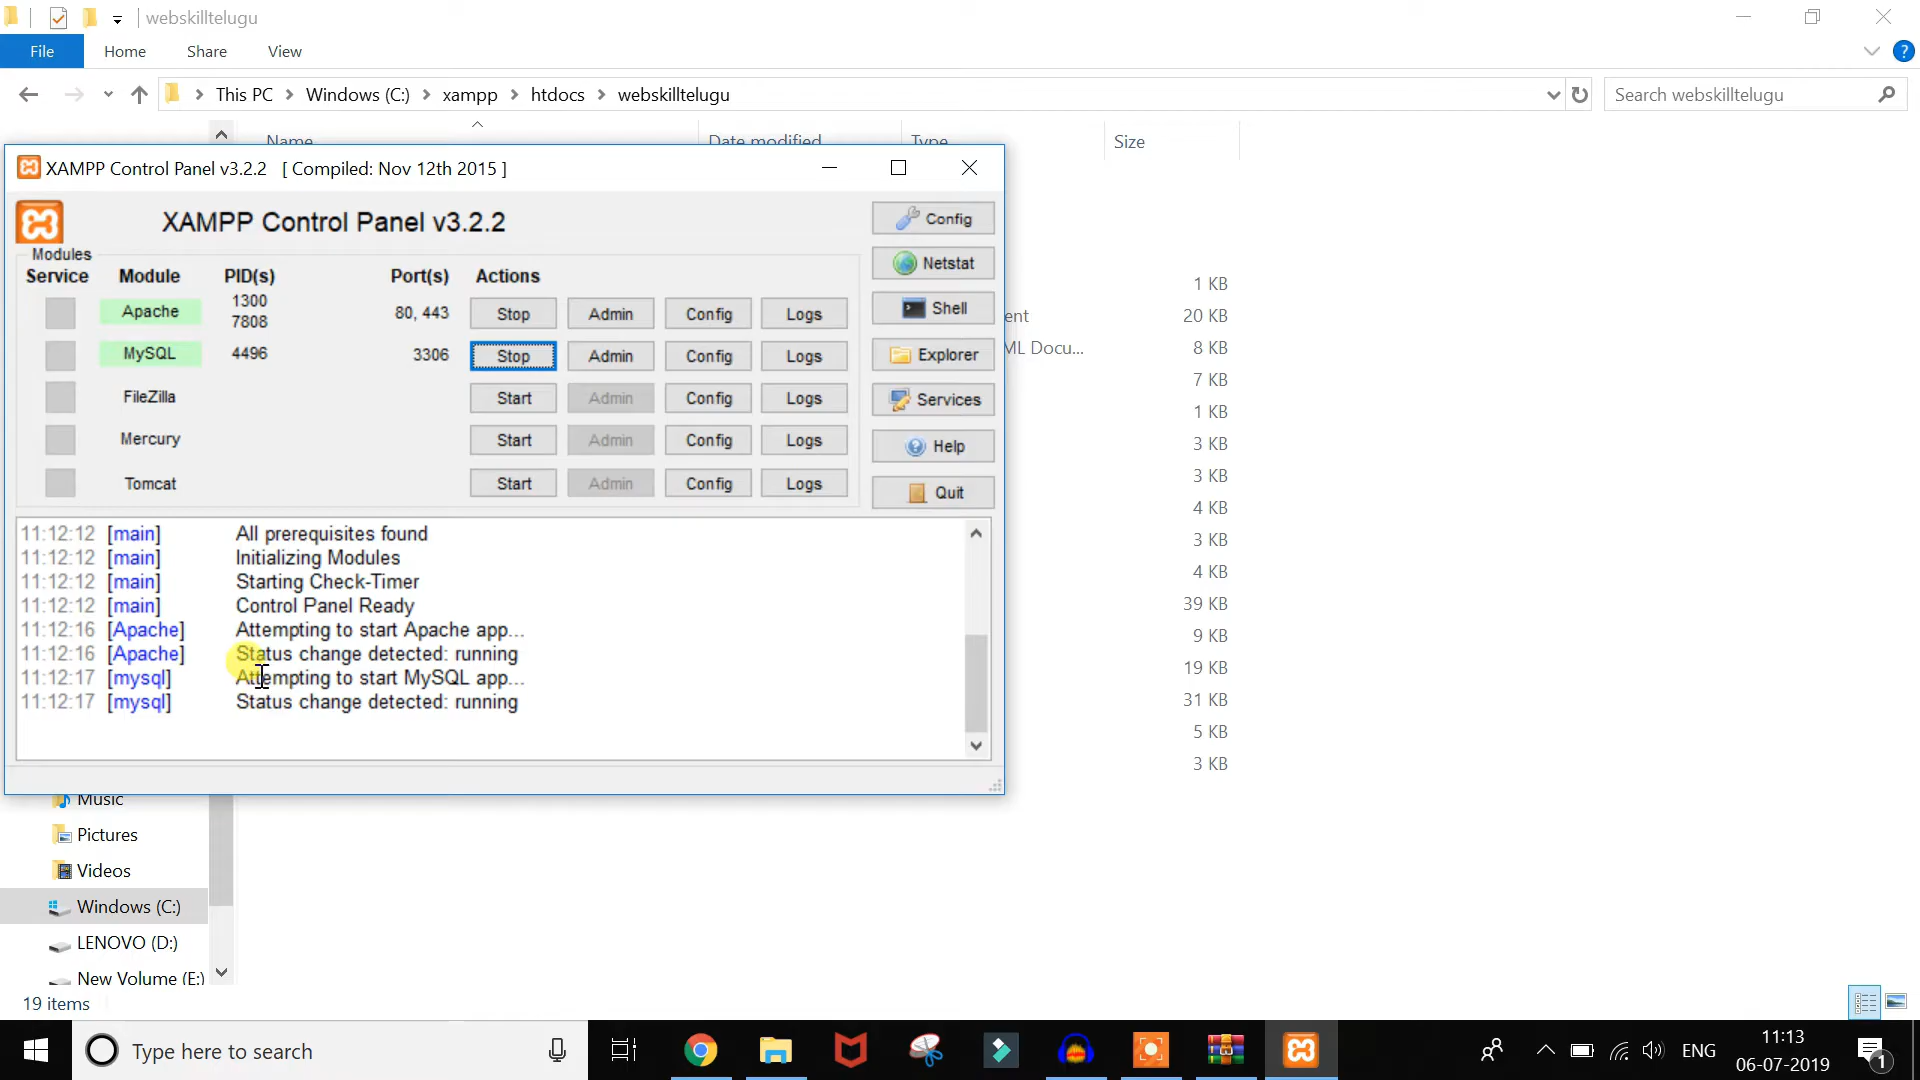 webskilltelugu
File Home Share View
This PC > Windows (C:) > xampp > htdocs > webskilltelugu
Search webskilltelugu
Name Date modified Type Size
XAMPP Control Panel v3.2.2 [ Compiled: Nov 12th 2015 ]
XAMPP Control Panel v3.2.2
Config
Modules
Service Module PID(s) Port(s) Actions
Netstat
Apache 1300 7808 80, 443 Stop Admin Config Logs
Shell
MySQL 4496 3306 Stop Admin Config Logs
Explorer
FileZilla Start Admin Config Logs
Services
Mercury Start Admin Config Logs
Help
Tomcat Start Admin Config Logs
Quit
11:12:12 [main] All prerequisites found
11:12:12 [main] Initializing Modules
11:12:12 [main] Starting Check-Timer
11:12:12 [main] Control Panel Ready
11:12:16 [Apache] Attempting to start Apache app...
11:12:16 [Apache] Status change detected: running
11:12:17 [mysql] Attempting to start MySQL app...
11:12:17 [mysql] Status change detected: running
1 KB
ent 20 KB
ML Docu... 8 KB
7 KB
1 KB
3 KB
3 KB
4 KB
3 KB
4 KB
39 KB
9 KB
19 KB
31 KB
5 KB
3 KB
Music
Pictures
Videos
Windows (C:)
LENOVO (D:)
New Volume (E:)
19 items
Type here to search
ENG
11:13
06-07-2019
1